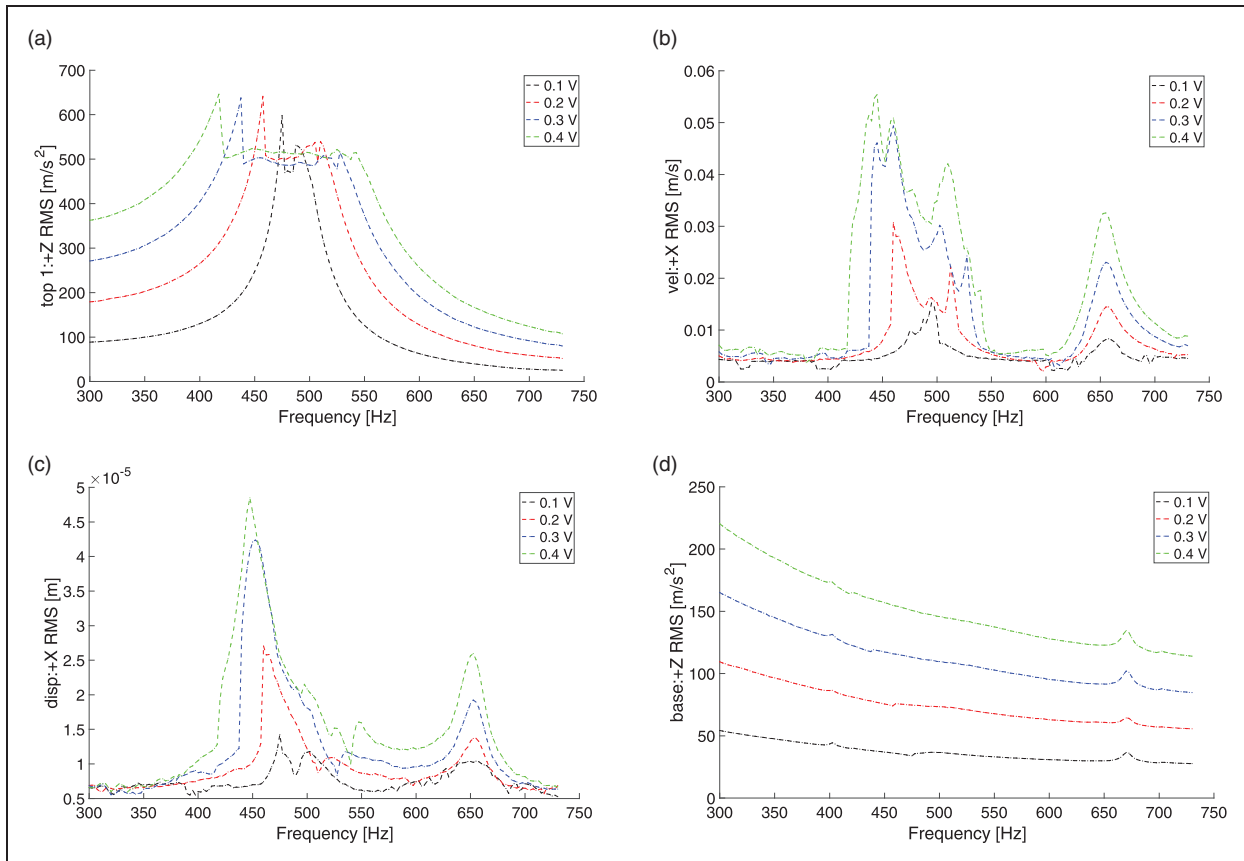 (a)
top 1:+Z RMS [m/s²]
700
600
500
400
300
200
100
0
300 350 400 450 500 550 600 650 700 750
Frequency [Hz]
0.1 V
0.2 V
0.3 V
0.4 V
(b)
vel:+X RMS [m/s]
0.06
0.05
0.04
0.03
0.02
0.01
0
300 350 400 450 500 550 600 650 700 750
Frequency [Hz]
0.1 V
0.2 V
0.3 V
0.4 V
(c)
disp:+X RMS [m]
×10⁻⁵
5
4.5
4
3.5
3
2.5
2
1.5
1
0.5
300 350 400 450 500 550 600 650 700 750
Frequency [Hz]
0.1 V
0.2 V
0.3 V
0.4 V
(d)
base:+Z RMS [m/s²]
250
200
150
100
50
0
300 350 400 450 500 550 600 650 700 750
Frequency [Hz]
0.1 V
0.2 V
0.3 V
0.4 V